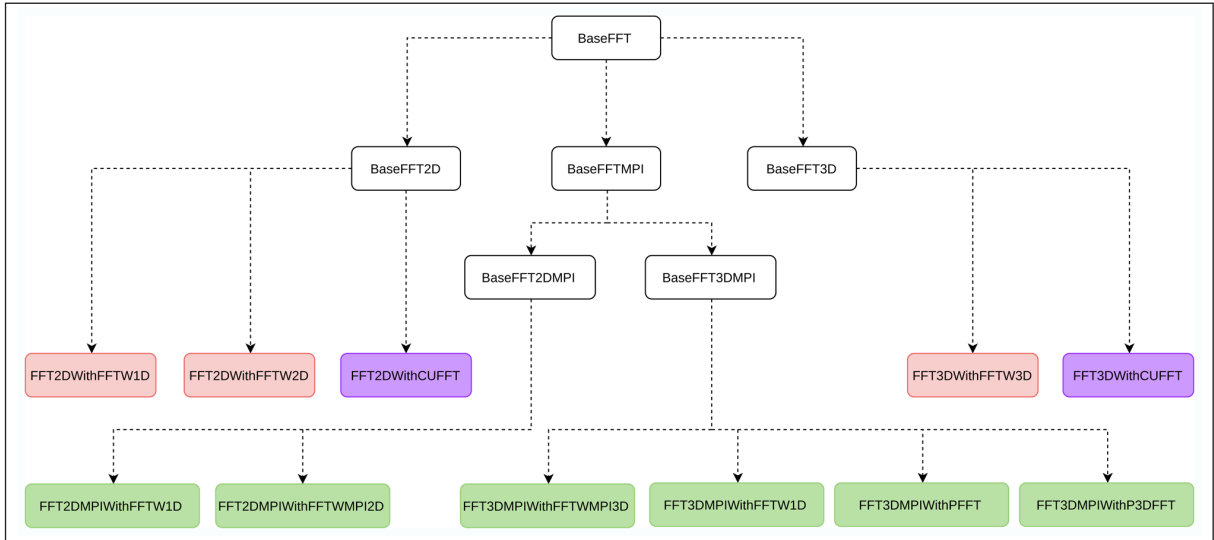 BaseFFT
BaseFFT2D
BaseFFTMPI
BaseFFT3D
BaseFFT2DMPI
BaseFFT3DMPI
FFT2DWithFFTW1D
FFT2DWithFFTW2D
FFT2DWithCUFFT
FFT3DWithFFTW3D
FFT3DWithCUFFT
FFT2DMPIWithFFTW1D
FFT2DMPIWithFFTWMPI2D
FFT3DMPIWithFFTWMPI3D
FFT3DMPIWithFFTW1D
FFT3DMPIWithPFFT
FFT3DMPIWithP3DFFT